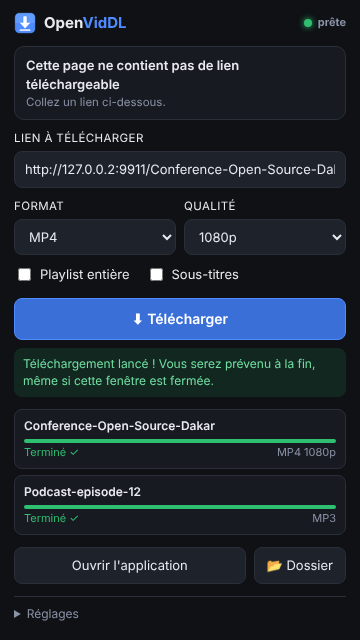 OpenVidDL
prête
Cette page ne contient pas de lien
téléchargeable
Collez un lien ci-dessous.
LIEN À TÉLÉCHARGER
http://127.0.0.2:9911/Conference-Open-Source-Dal
FORMAT
QUALITÉ
MP4
1080p
Playlist entière
Sous-titres
⬇ Télécharger
Téléchargement lancé ! Vous serez prévenu à la fin,
même si cette fenêtre est fermée.
Conference-Open-Source-Dakar
Terminé ✓
MP4 1080p
Podcast-episode-12
Terminé ✓
MP3
Ouvrir l'application
📂 Dossier
▶ Réglages